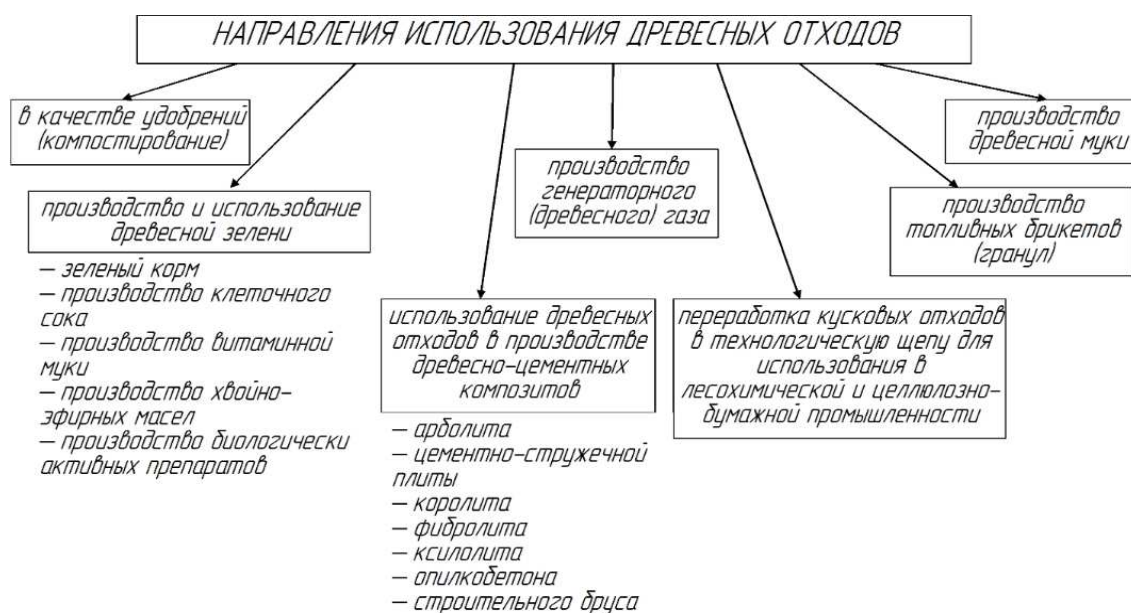 НАПРАВЛЕНИЯ ИСПОЛЬЗОВАНИЯ ДРЕВЕСНЫХ ОТХОДОВ
в качестве удобрений
(компостирование)
производство и использование
древесной зелени
– зеленый корм
– производство клеточного
сока
– производство витаминной
муки
– производство хвойно-
эфирных масел
– производство биологически
активных препаратов
использование древесных
отходов в производстве
древесно-цементных
композитов
– арболита
– цементно-стружечной
плиты
– королита
– фибролита
– ксилолита
– опилкобетона
– строительного бруса
производство
генераторного
(древесного) газа
переработка кусковых отходов
в технологическую щепу для
использования в
лесохимической и целлюлозно-
бумажной промышленности
производство
топливных брикетов
(гранул)
производство
древесной муки